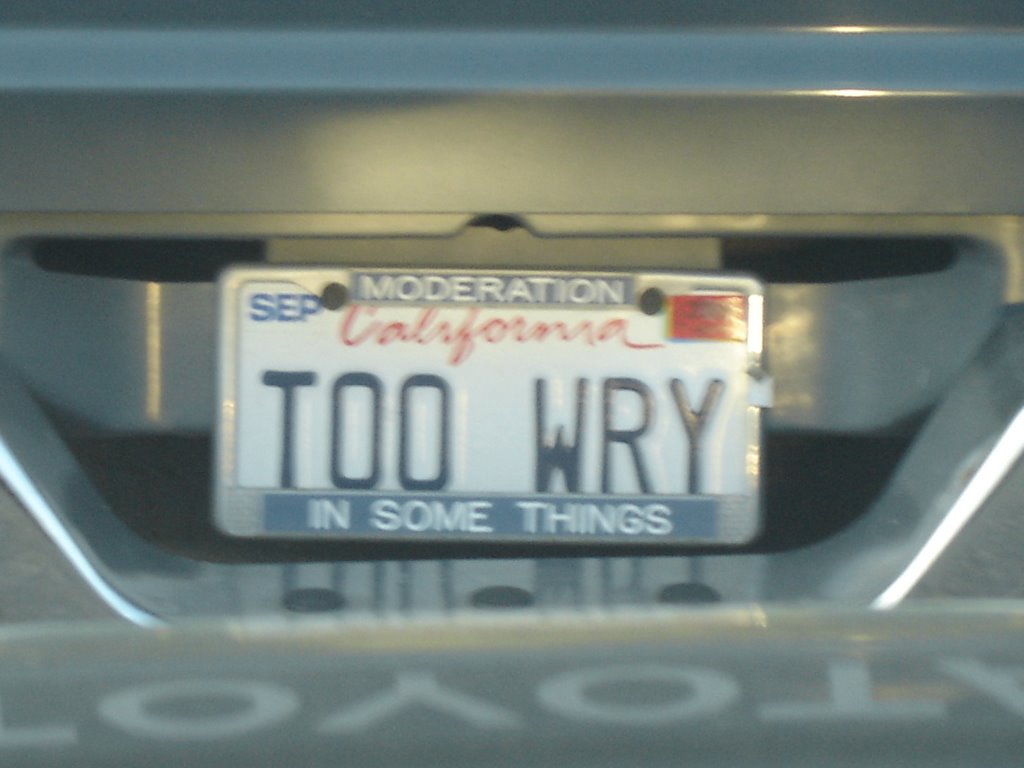 MODERATION
SEP
California
TOO WRY
IN SOME THINGS
TOYOTA